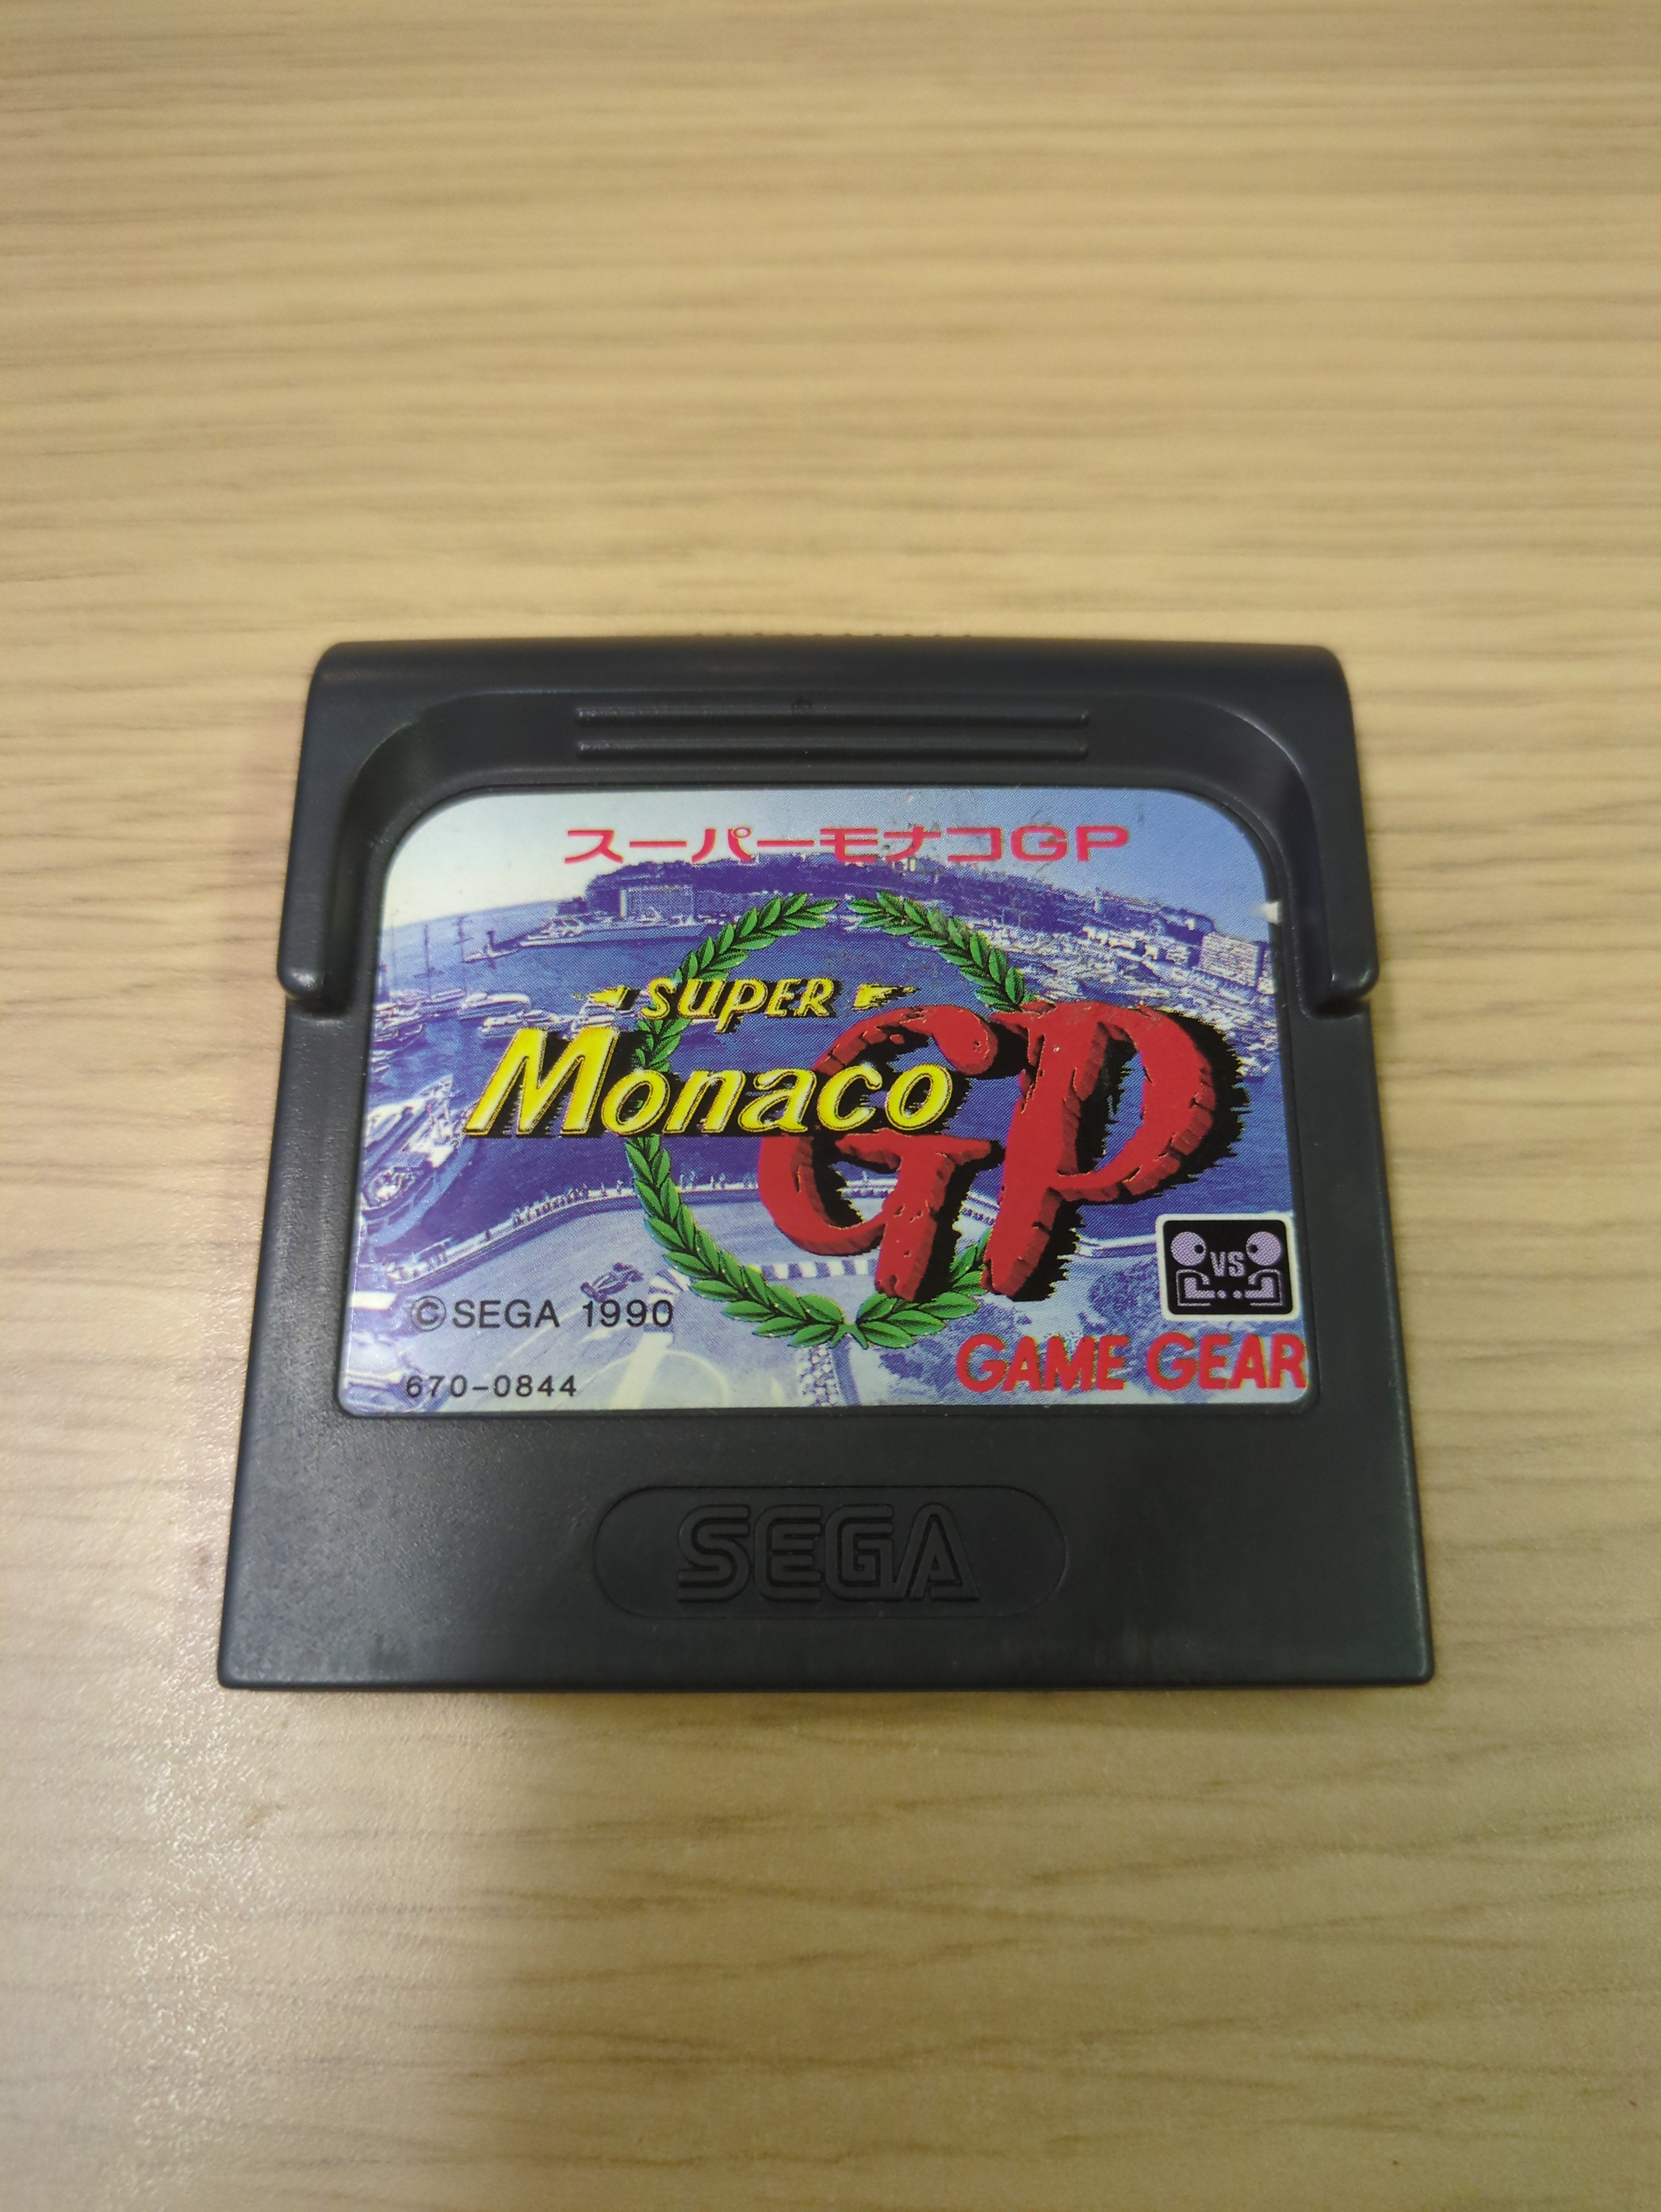 スーパーモナコGP
SUPER
Monaco GP
VS
©SEGA 1990
GAME GEAR
670-0844
SEGA